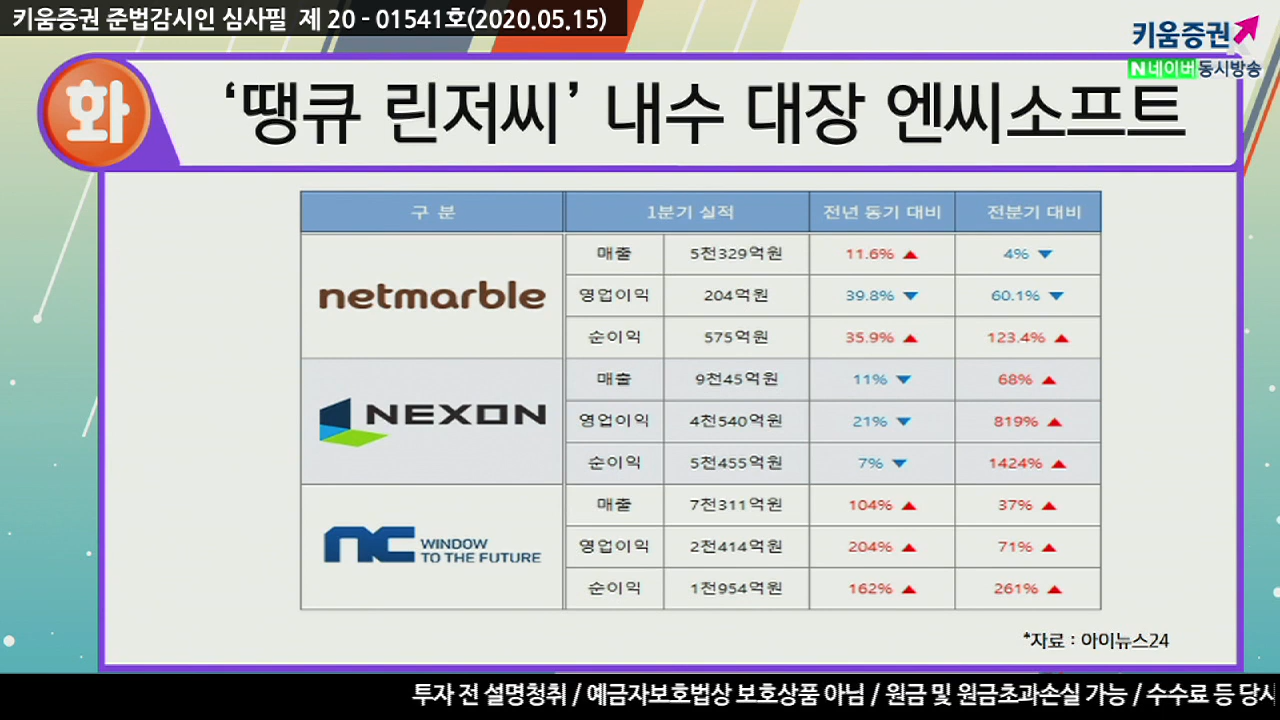 키움증권 준법감시인 심사필 제 20 - 01541호(2020.05.15)
키움증권
N 네이버 동시방송
화
‘땡큐 린저씨’ 내수 대장 엔씨소프트
구 분 1분기 실적 전년 동기 대비 전분기 대비
netmarble
매출 5천329억원 11.6% ▲ 4% ▼
영업이익 204억원 39.8% ▼ 60.1% ▼
순이익 575억원 35.9% ▲ 123.4% ▲
NEXON
매출 9천45억원 11% ▼ 68% ▲
영업이익 4천540억원 21% ▼ 819% ▲
순이익 5천455억원 7% ▼ 1424% ▲
nc WINDOW
TO THE FUTURE
매출 7천311억원 104% ▲ 37% ▲
영업이익 2천414억원 204% ▲ 71% ▲
순이익 1천954억원 162% ▲ 261% ▲
*자료 : 아이뉴스24
투자 전 설명청취 / 예금자보호법상 보호상품 아님 / 원금 및 원금초과손실 가능 / 수수료 등 당사